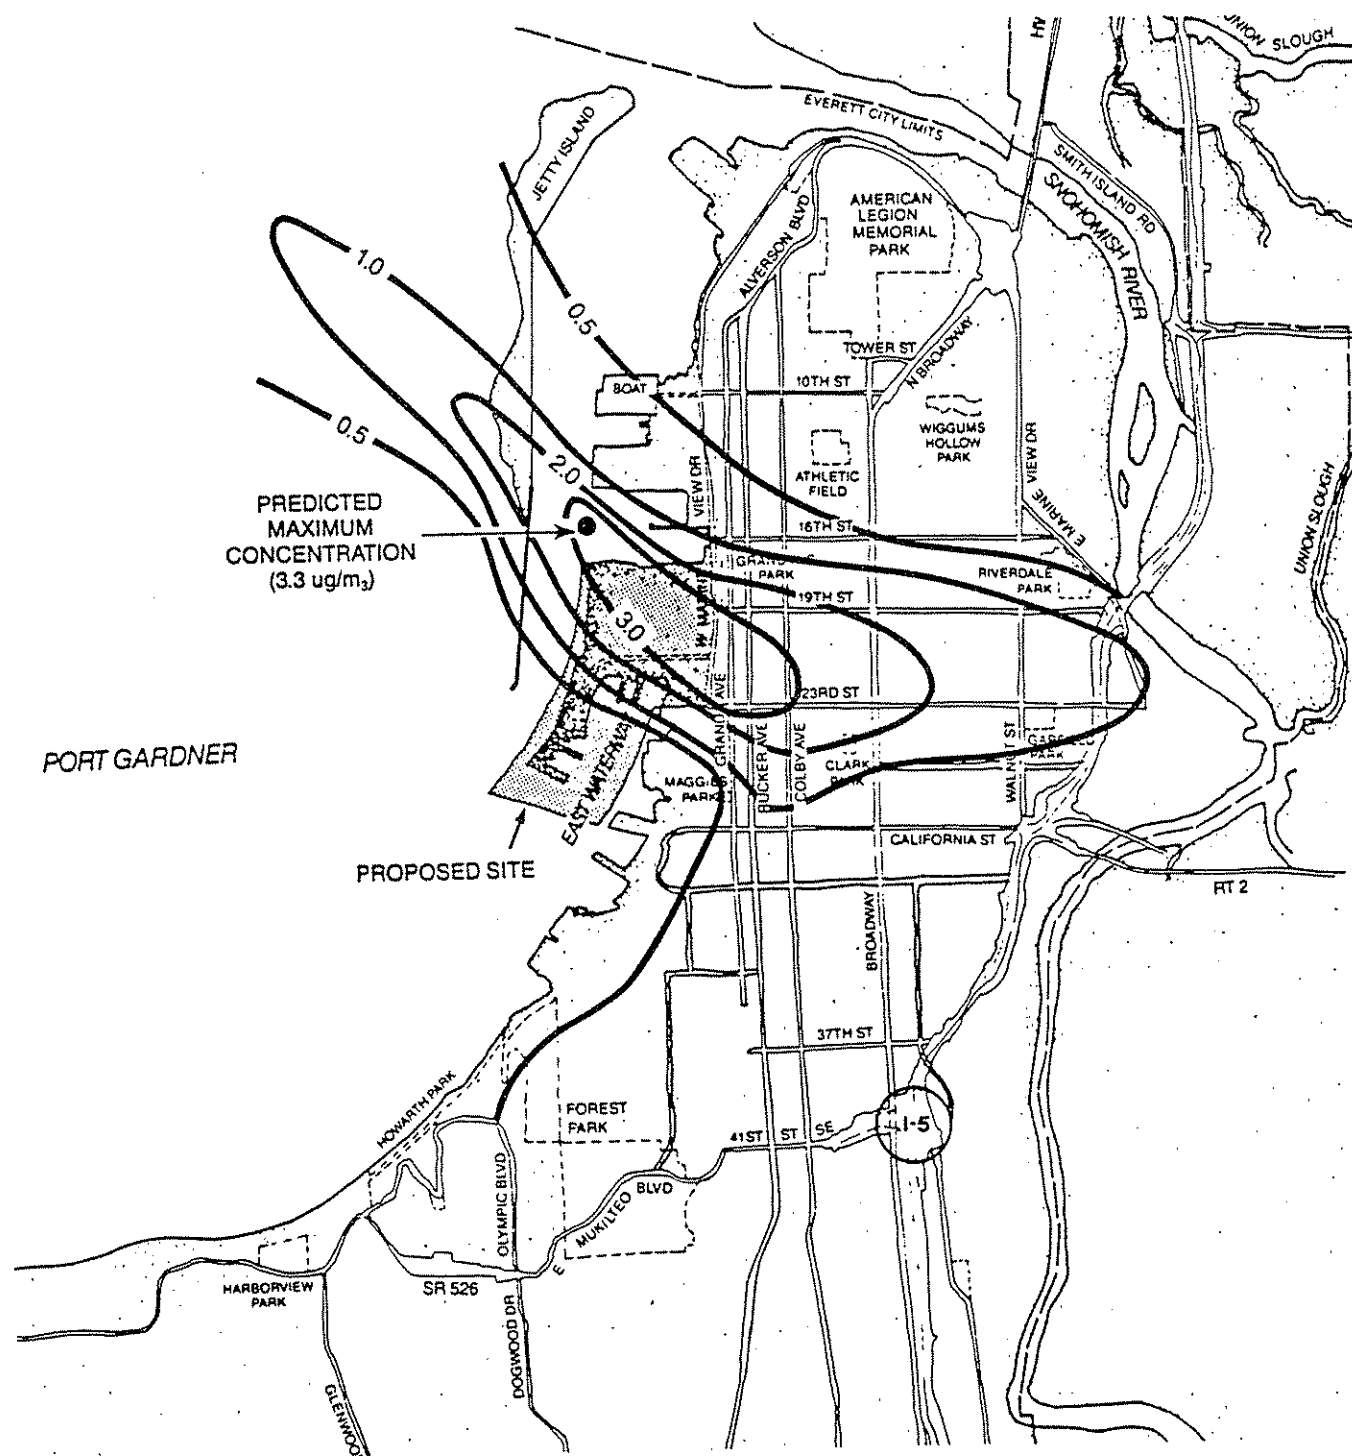 UNION
SLOUGH
HW
EVERETT CITY LIMITS
JETTY ISLAND
SMITH ISLAND RD
SNOHOMISH RIVER
AMERICAN
LEGION
MEMORIAL
PARK
ALVERSON BLVD
1.0
0.5
TOWER ST
N BROADWAY
BOAT
10TH ST
0.5
WIGGUMS
HOLLOW
PARK
VIEW DR
2.0
ATHLETIC
FIELD
VIEW DR
E MARINE
UNION SLOUGH
PREDICTED
MAXIMUM
CONCENTRATION
(3.3 ug/m₃)
16TH ST
GRAND
PARK
RIVERDALE
PARK
W MARINE
19TH ST
3.0
23RD ST
GRAND AVE
PORT GARDNER
EAST WATERWAY
MAGGIES
PARK
RUCKER AVE
COLBY AVE
CLARK
PARK
WALNUT ST
PARK
CALIFORNIA ST
PROPOSED SITE
RT 2
BROADWAY
37TH ST
HOWARTH PARK
FOREST
PARK
41ST ST SE
I-5
OLYMPIC BLVD
E MUKILTEO BLVD
HARBORVIEW
PARK
SR 526
DOGWOOD DR
GLENWOO